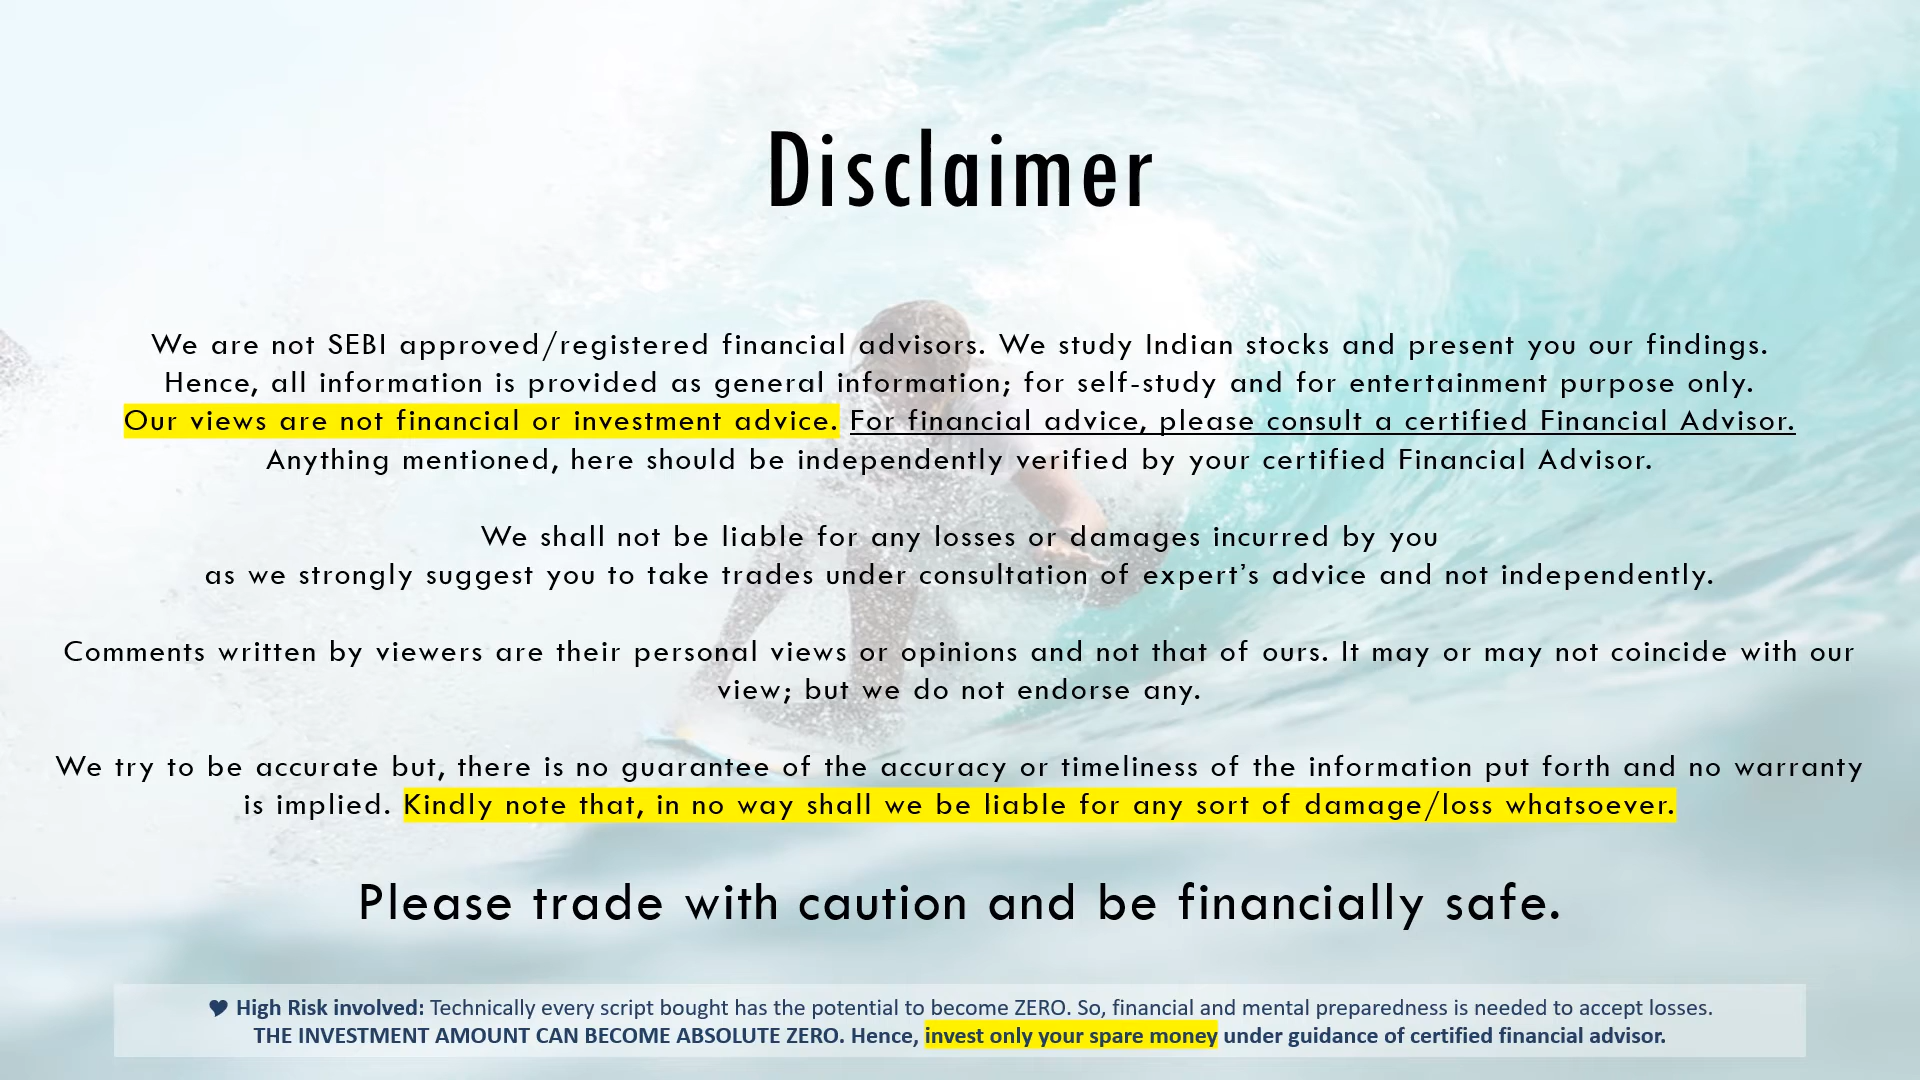 Disclaimer
We are not SEBI approved/registered financial advisors. We study Indian stocks and present you our findings.
Hence, all information is provided as general information; for self-study and for entertainment purpose only.
Our views are not financial or investment advice. For financial advice, please consult a certified Financial Advisor.
Anything mentioned, here should be independently verified by your certified Financial Advisor.
We shall not be liable for any losses or damages incurred by you
as we strongly suggest you to take trades under consultation of expert’s advice and not independently.
Comments written by viewers are their personal views or opinions and not that of ours. It may or may not coincide with our
view; but we do not endorse any.
We try to be accurate but, there is no guarantee of the accuracy or timeliness of the information put forth and no warranty
is implied. Kindly note that, in no way shall we be liable for any sort of damage/loss whatsoever.
Please trade with caution and be financially safe.
♥ High Risk involved: Technically every script bought has the potential to become ZERO. So, financial and mental preparedness is needed to accept losses.
THE INVESTMENT AMOUNT CAN BECOME ABSOLUTE ZERO. Hence, invest only your spare money under guidance of certified financial advisor.